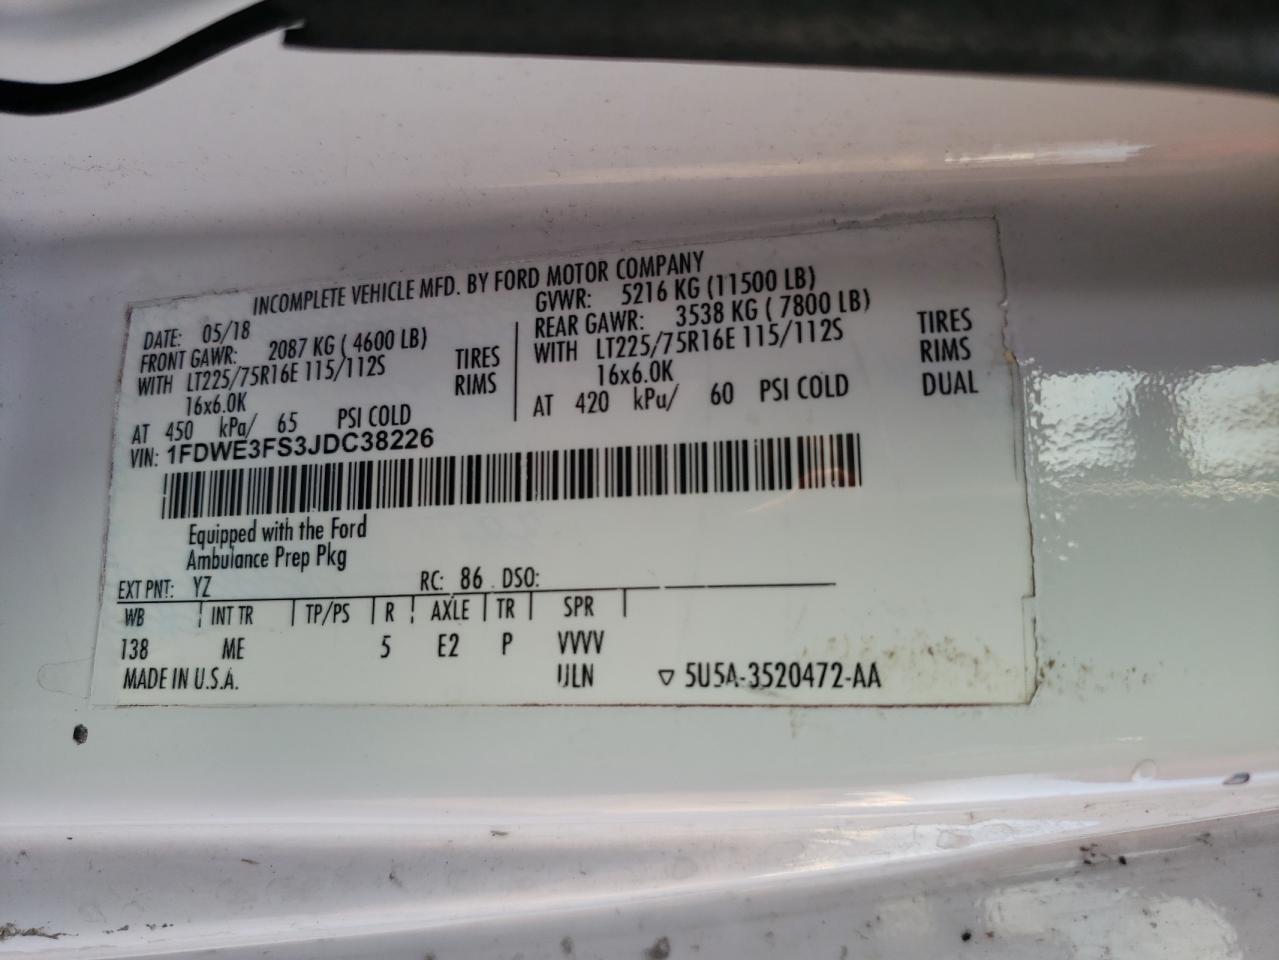 INCOMPLETE VEHICLE MFD. BY FORD MOTOR COMPANY
DATE: 05/18
GVWR: 5216 KG (11500 LB)
FRONT GAWR: 2087 KG ( 4600 LB)
REAR GAWR: 3538 KG ( 7800 LB)
WITH LT225/75R16E 115/112S TIRES
WITH LT225/75R16E 115/112S TIRES
16x6.0K RIMS
16x6.0K RIMS
AT 450 kPa/ 65 PSI COLD
AT 420 kPa/ 60 PSI COLD DUAL
VIN: 1FDWE3FS3JDC38226
Equipped with the Ford
Ambulance Prep Pkg
EXT PNT: YZ RC: 86 DSO:
WB INT TR TP/PS R AXLE TR SPR
138 ME 5 E2 P VVVV
MADE IN U.S.A. UJLN ▽ 5U5A-3520472-AA